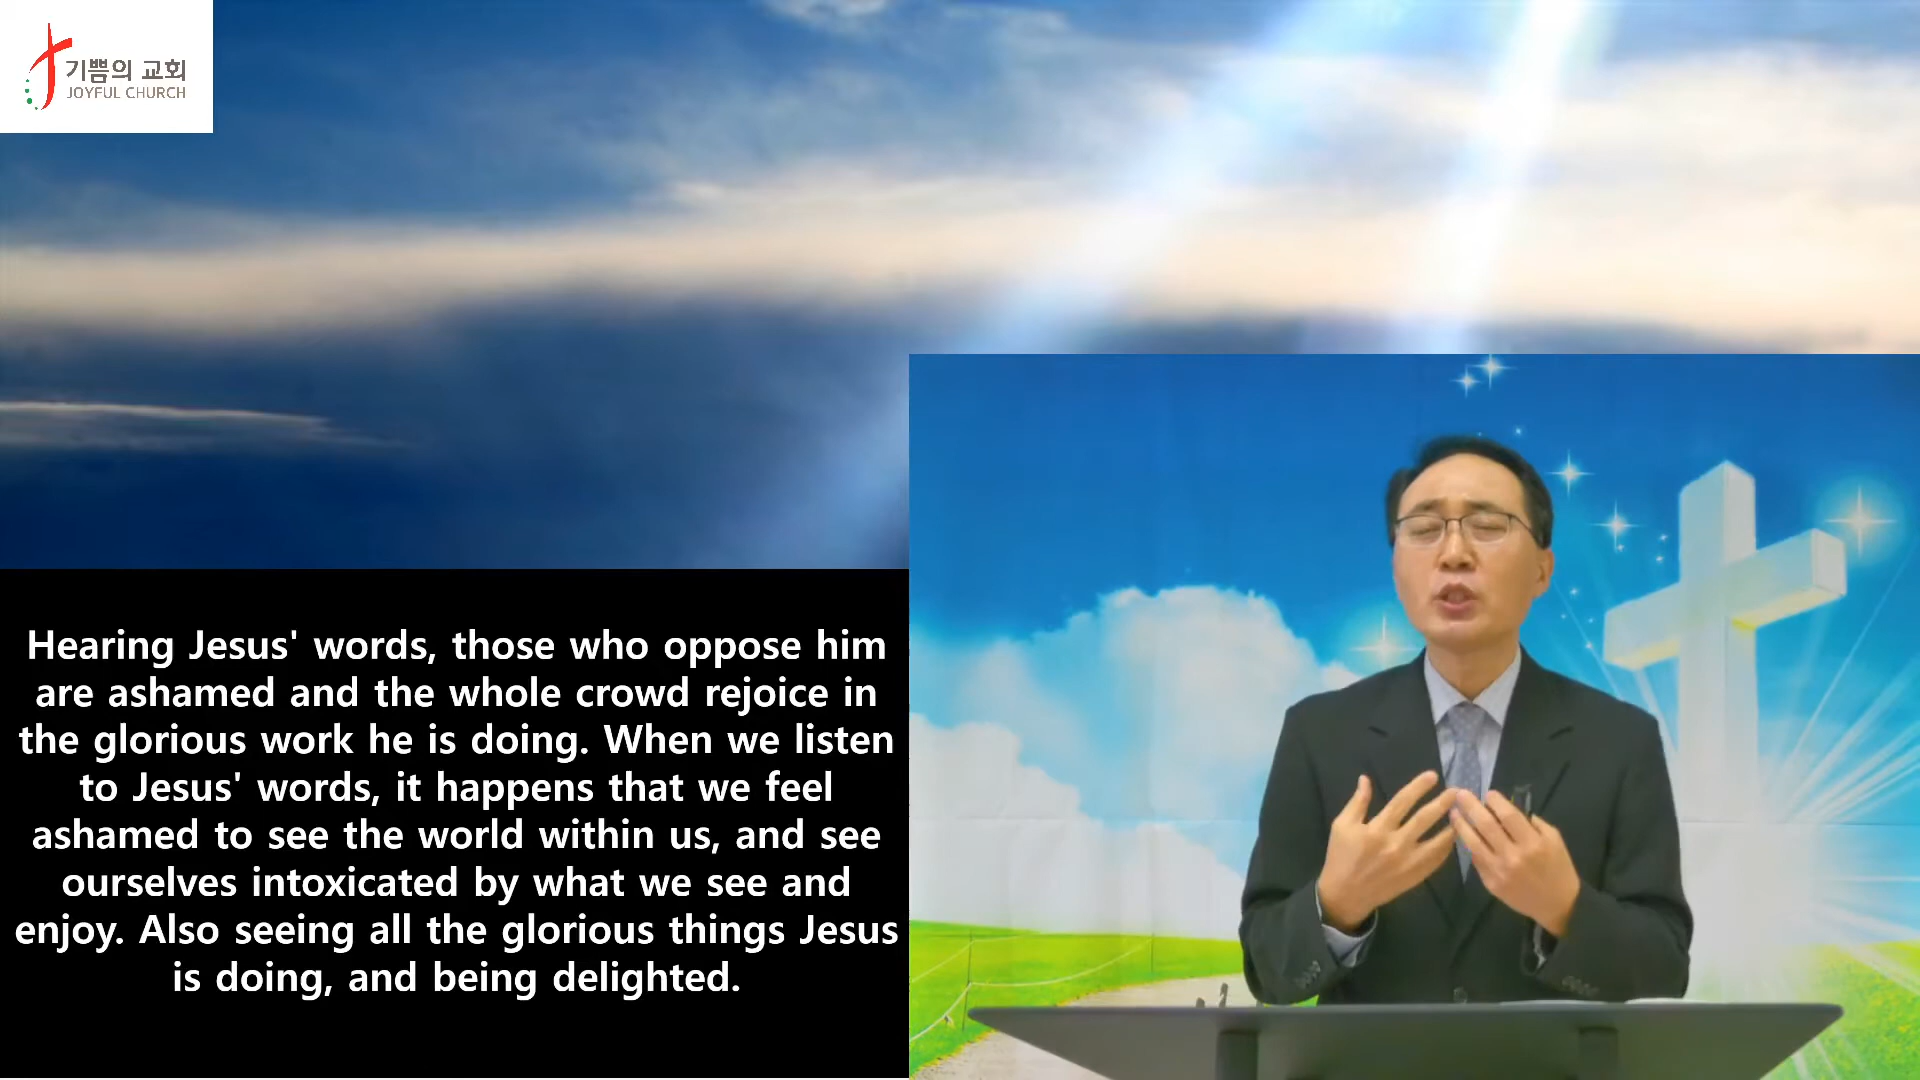 기쁨의 교회
JOYFUL CHURCH
Hearing Jesus' words, those who oppose him
are ashamed and the whole crowd rejoice in
the glorious work he is doing. When we listen
to Jesus' words, it happens that we feel
ashamed to see the world within us, and see
ourselves intoxicated by what we see and
enjoy. Also seeing all the glorious things Jesus
is doing, and being delighted.